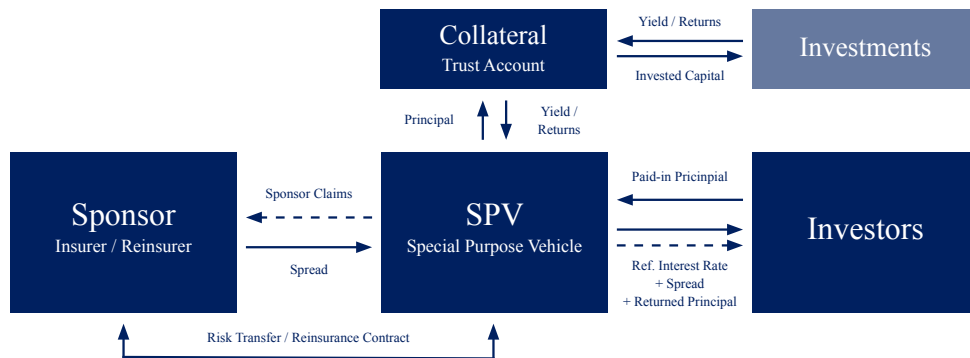 Collateral
Trust Account
Yield / Returns
Invested Capital
Investments
Principal
Yield /
Returns
Sponsor
Insurer / Reinsurer
Sponsor Claims
Spread
SPV
Special Purpose Vehicle
Paid-in Pricinpial
Ref. Interest Rate
+ Spread
+ Returned Principal
Investors
Risk Transfer / Reinsurance Contract